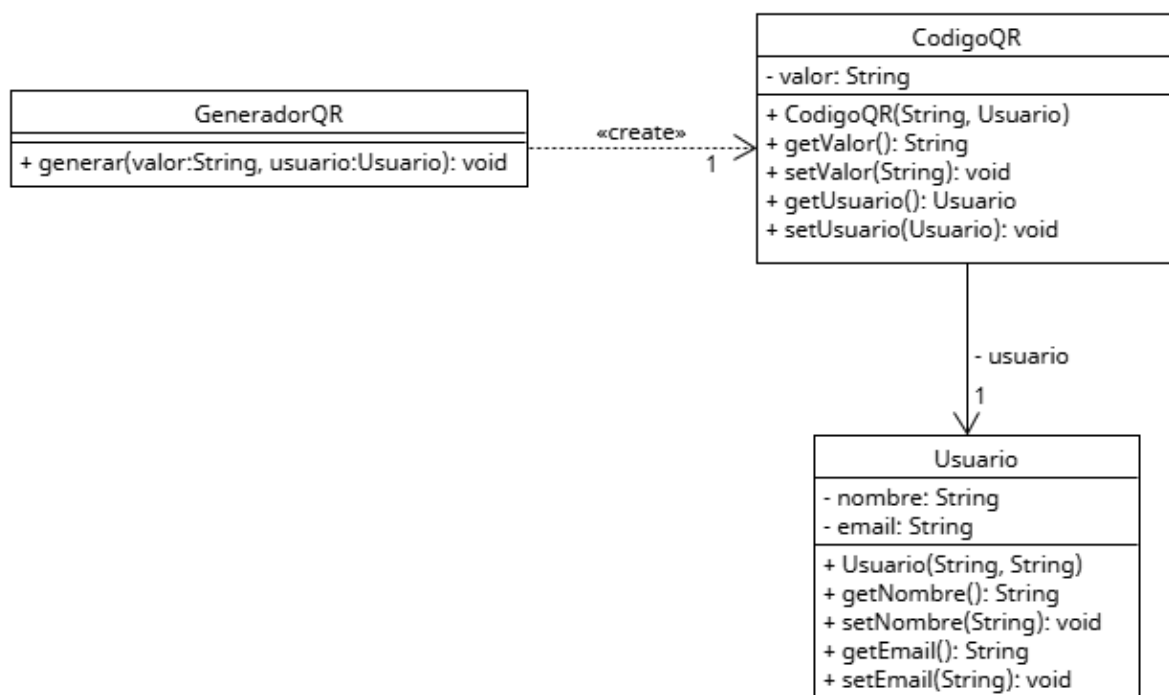 GeneradorQR
+ generar(valor:String, usuario:Usuario): void
«create»
1
CodigoQR
- valor: String
+ CodigoQR(String, Usuario)
+ getValor(): String
+ setValor(String): void
+ getUsuario(): Usuario
+ setUsuario(Usuario): void
- usuario
1
Usuario
- nombre: String
- email: String
+ Usuario(String, String)
+ getNombre(): String
+ setNombre(String): void
+ getEmail(): String
+ setEmail(String): void